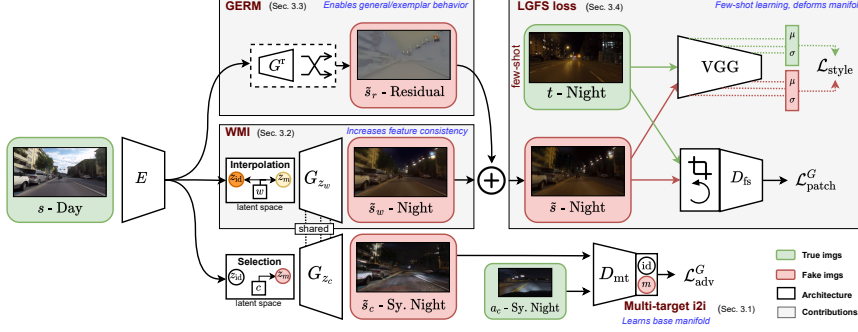 GERM (Sec. 3.3) Enables general/exemplar behavior
G^r
s̃_r - Residual
LGFS loss (Sec. 3.4) Few-shot learning, deforms manifold
few-shot
t - Night
VGG
μ
σ
μ
σ
L_style
s - Day
E
WMI (Sec. 3.2) Increases feature consistency
Interpolation
z_id w z_m
latent space
G_{z_w}
s̃_w - Night
s̃ - Night
D_fs
L^G_patch
shared
Selection
z_id c z_m
latent space
G_{z_c}
s̃_c - Sy. Night
a_c - Sy. Night
D_mt
id
m
L^G_adv
Multi-target i2i (Sec. 3.1)
Learns base manifold
True imgs
Fake imgs
Architecture
Contributions